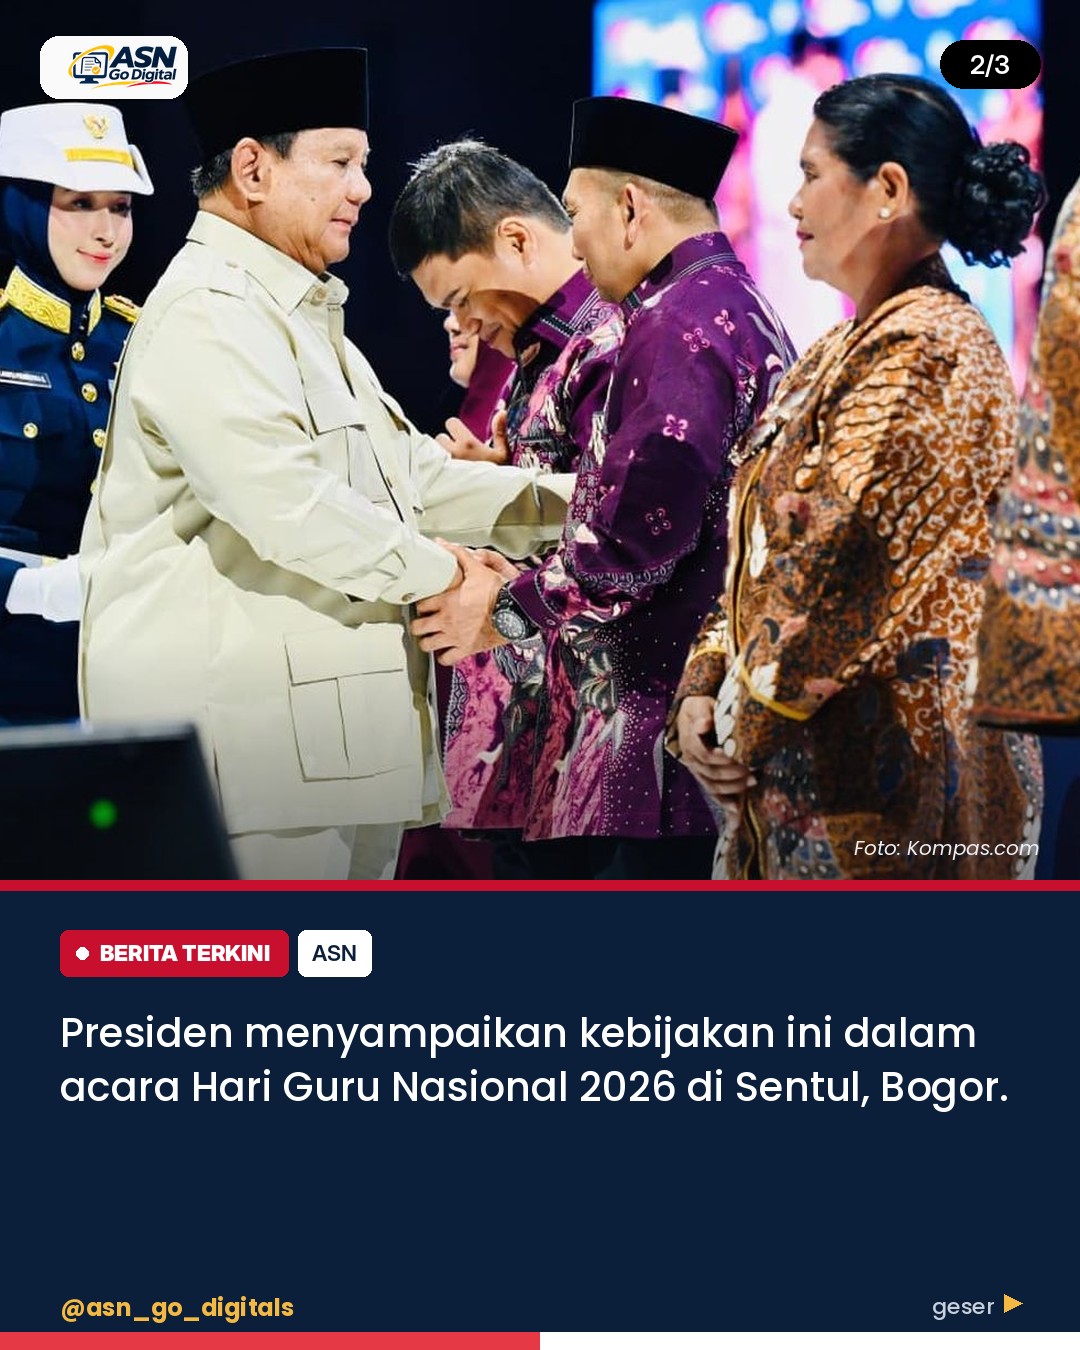 ASN
Go Digital
2/3
Foto: Kompas.com
BERITA TERKINI
ASN
Presiden menyampaikan kebijakan ini dalam
acara Hari Guru Nasional 2026 di Sentul, Bogor.
@asn_go_digitals
geser